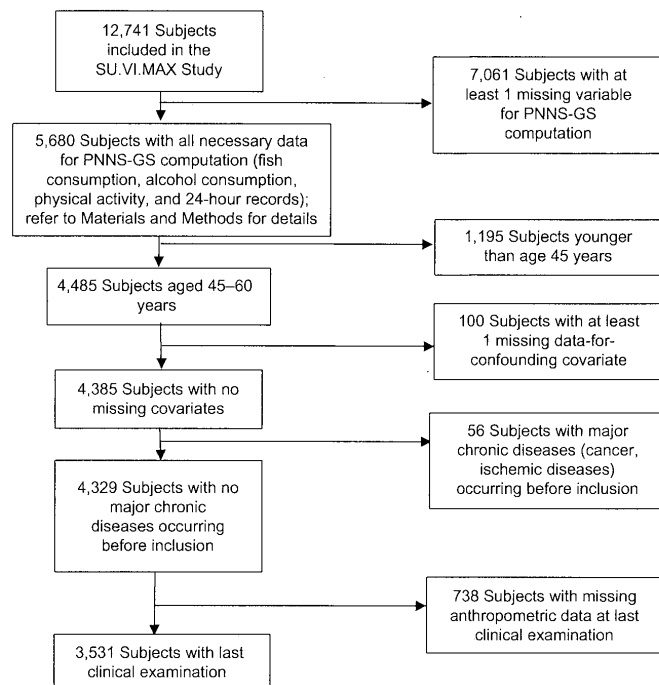 12,741 Subjects
included in the
SU.VI.MAX Study
7,061 Subjects with at
least 1 missing variable
for PNNS-GS
computation
5,680 Subjects with all necessary data
for PNNS-GS computation (fish
consumption, alcohol consumption,
physical activity, and 24-hour records);
refer to Materials and Methods for details
1,195 Subjects younger
than age 45 years
4,485 Subjects aged 45–60
years
100 Subjects with at least
1 missing data-for-
confounding covariate
4,385 Subjects with no
missing covariates
56 Subjects with major
chronic diseases (cancer,
ischemic diseases)
occurring before inclusion
4,329 Subjects with no
major chronic
diseases occurring
before inclusion
738 Subjects with missing
anthropometric data at last
clinical examination
3,531 Subjects with last
clinical examination